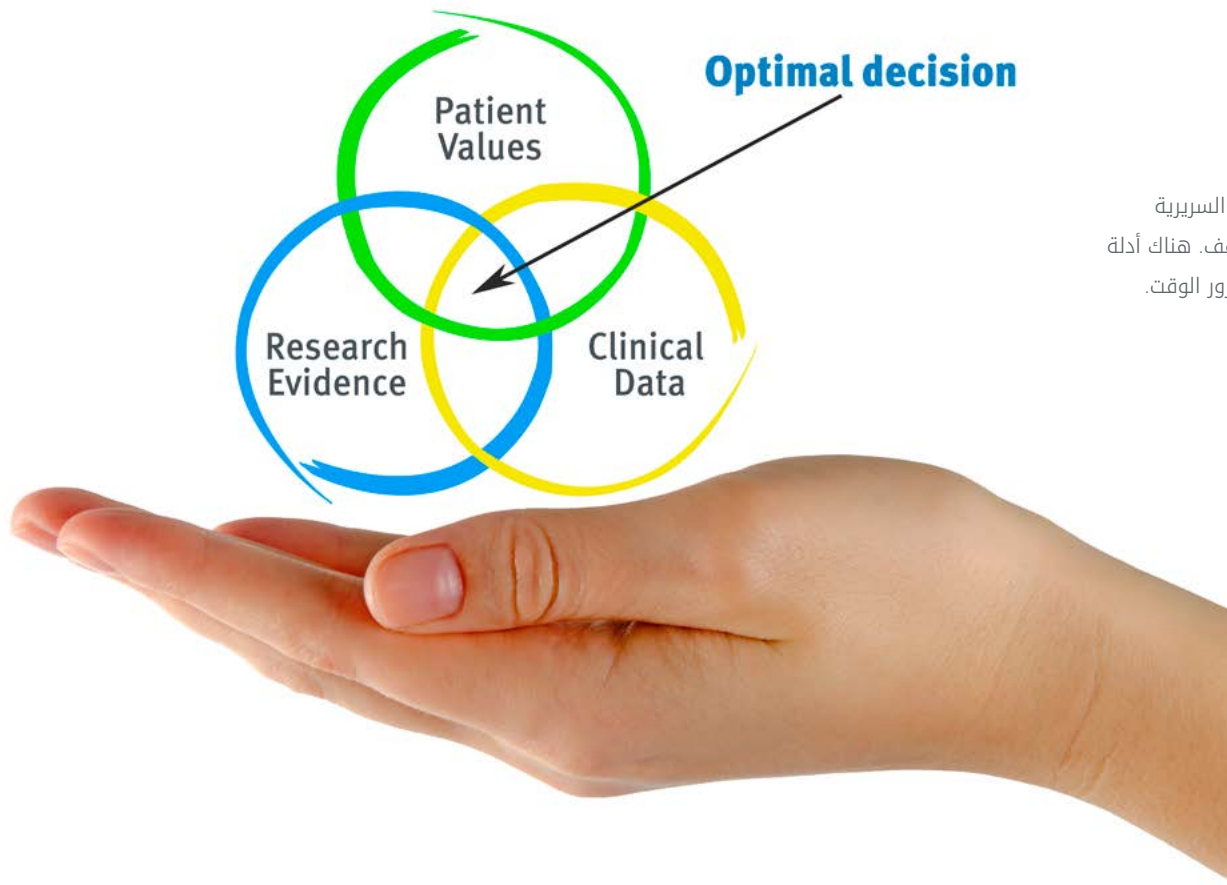 Optimal decision
Patient
Values
Research
Evidence
Clinical
Data
السريرية
هناك أدلة
الوقت.